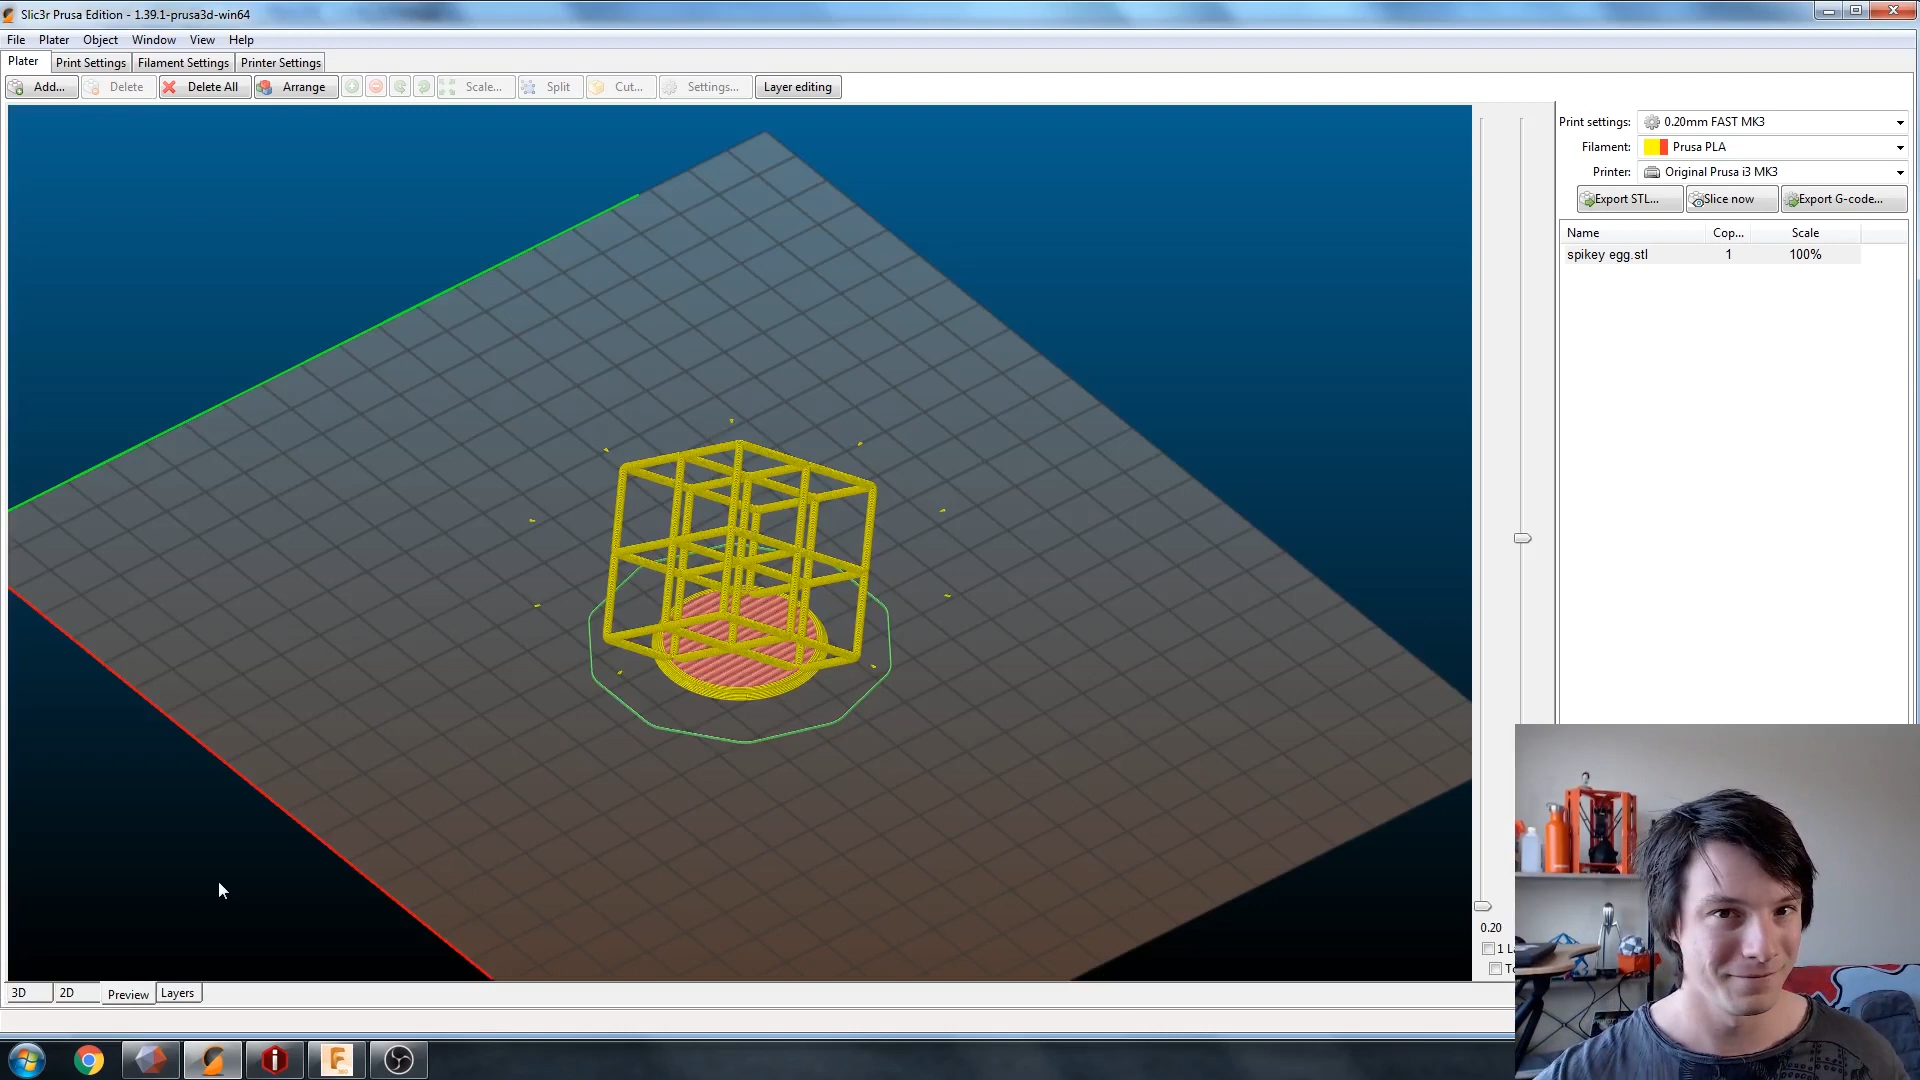 Slic3r Prusa Edition - 1.39.1-prusa3d-win64
File Plater Object Window View Help
Plater Print Settings Filament Settings Printer Settings
Add... Delete Delete All Arrange Scale... Split Cut... Settings... Layer editing
Print settings: 0.20mm FAST MK3
Filament: Prusa PLA
Printer: Original Prusa i3 MK3
Export STL... Slice now Export G-code...
Name Cop... Scale
spikey egg.stl 1 100%
0.20
1
3D 2D Preview Layers